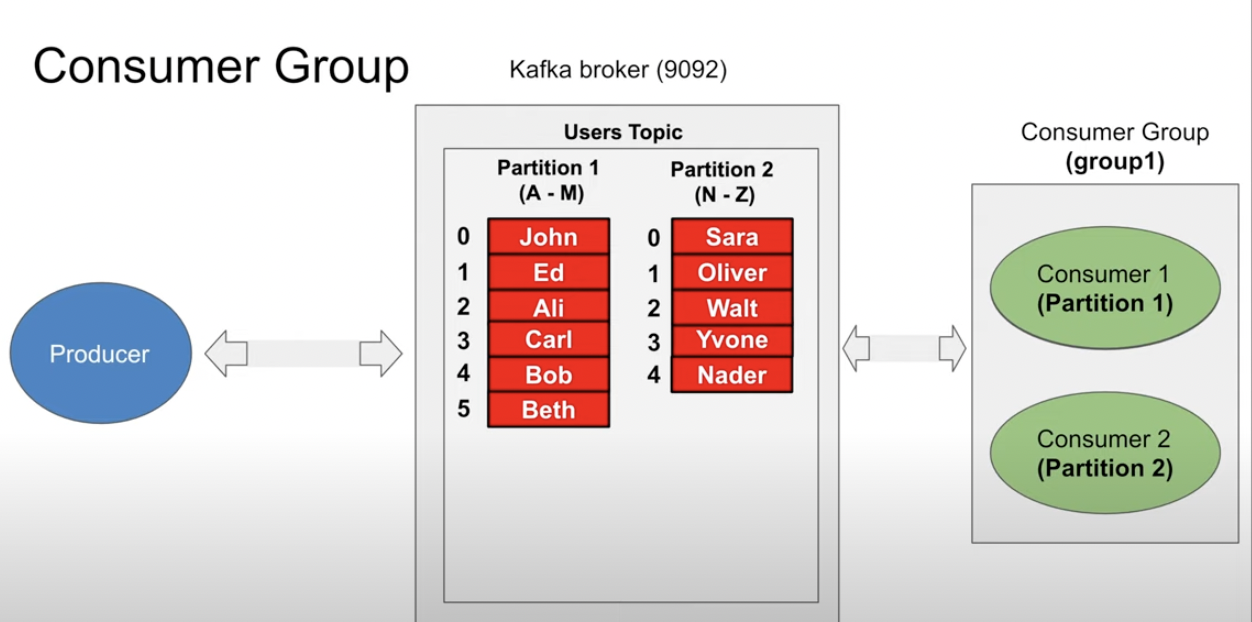 Consumer Group
Kafka broker (9092)
Users Topic
Partition 1
(A - M)
0 John
1 Ed
2 Ali
3 Carl
4 Bob
5 Beth
Partition 2
(N - Z)
0 Sara
1 Oliver
2 Walt
3 Yvone
4 Nader
Producer
Consumer Group
(group1)
Consumer 1
(Partition 1)
Consumer 2
(Partition 2)